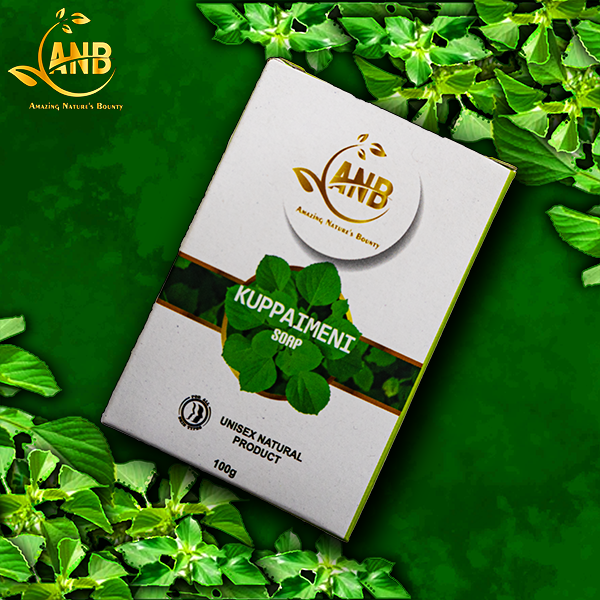 ANB
Amazing Nature's Bounty
ANB
Amazing Nature's Bounty
KUPPAIMENI
SOAP
UNISEX NATURAL
PRODUCT
100g